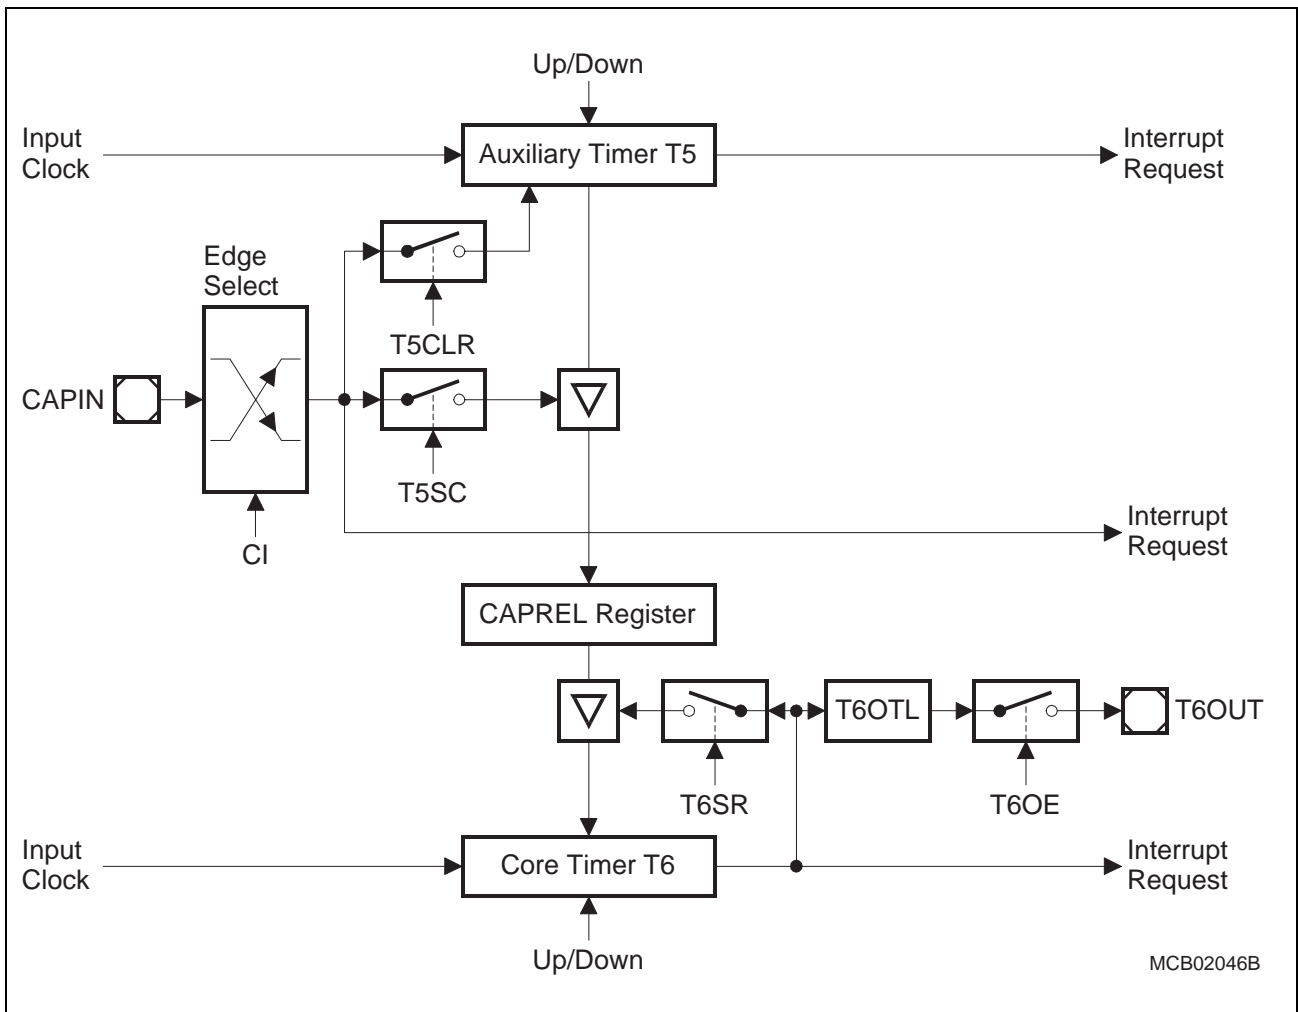 Up/Down
Input
Clock
Auxiliary Timer T5
Interrupt
Request
Edge
Select
T5CLR
CAPIN
T5SC
CI
Interrupt
Request
CAPREL Register
T6OTL
T6OUT
T6SR
T6OE
Input
Clock
Core Timer T6
Interrupt
Request
Up/Down
MCB02046B